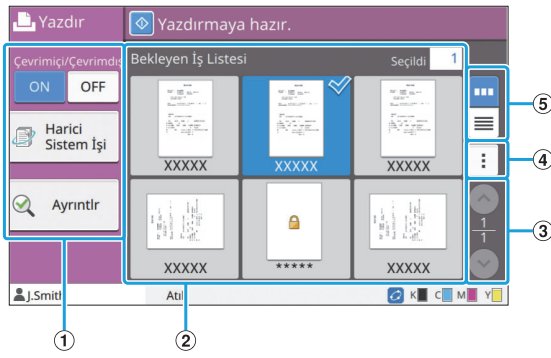 Yazdır
Yazdırmaya hazır.
Çevrimiçi/Çevrimdış
ON OFF
Harici
Sistem İşi
Ayrıntlr
Bekleyen İş Listesi
Seçildi 1
XXXXX XXXXX XXXXX
XXXXX ***** XXXXX
1
1
J.Smith
Atıl
K C M Y
1 2 3 4 5